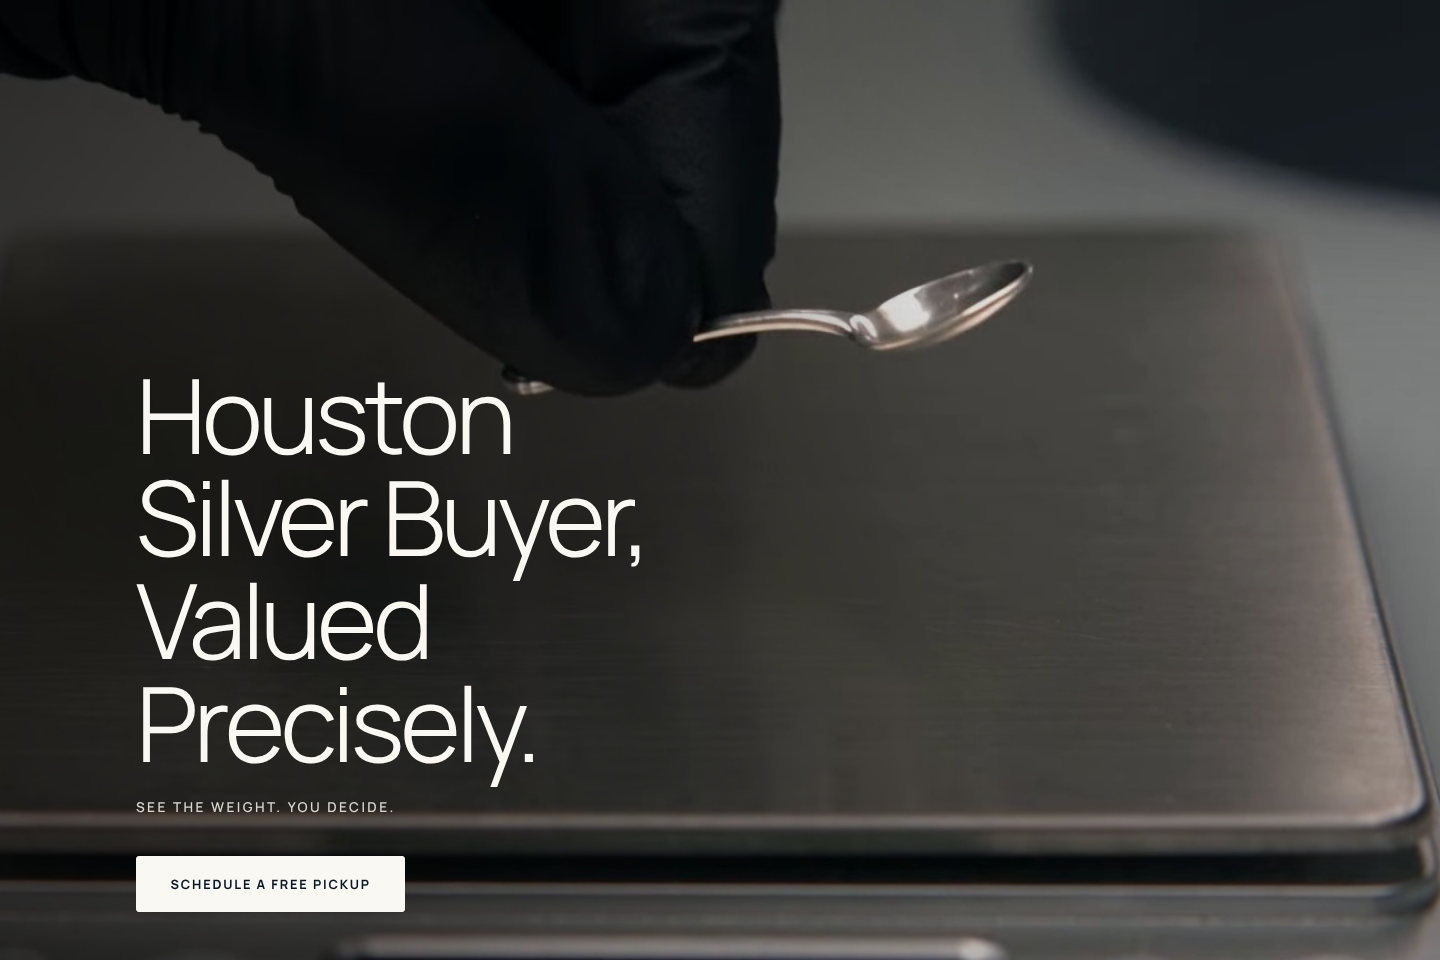 Houston
Silver Buyer,
Valued
Precisely.
SEE THE WEIGHT. YOU DECIDE.
SCHEDULE A FREE PICKUP